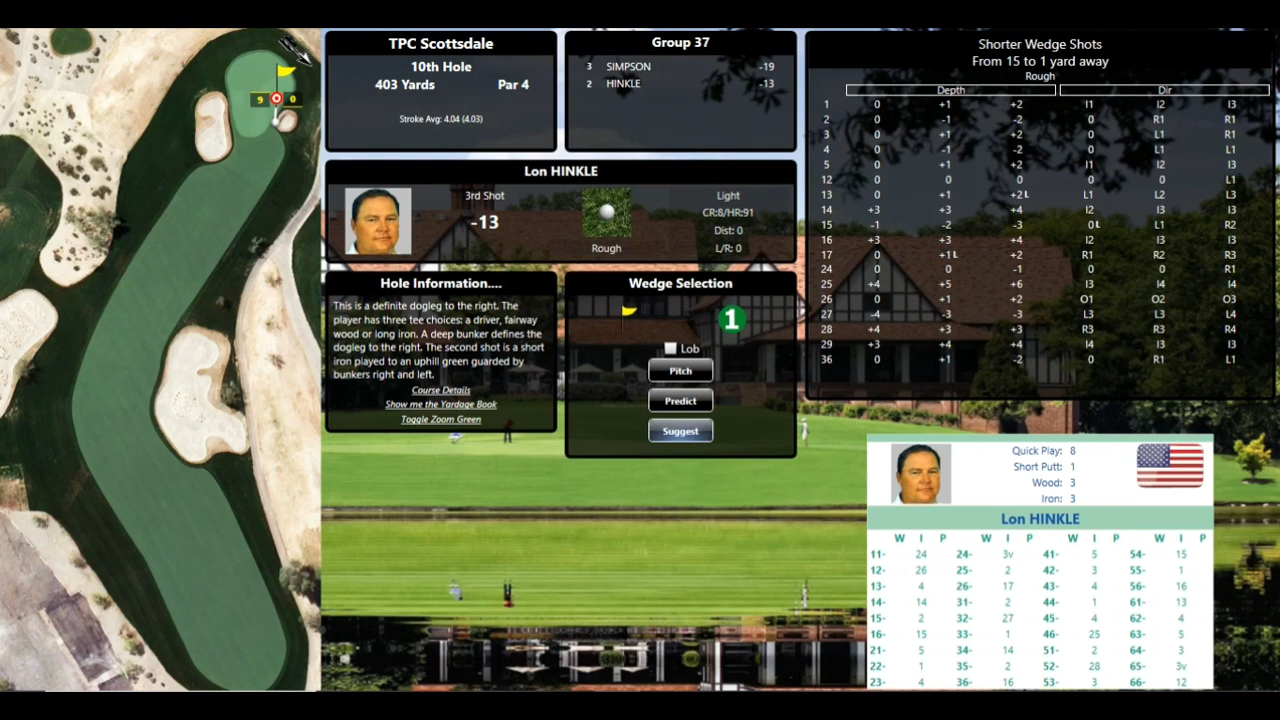 9 0
TPC Scottsdale
10th Hole
403 Yards Par 4
Stroke Avg: 4.04 (4.03)
Group 37
3 SIMPSON -19
2 HINKLE -13
Lon HINKLE
3rd Shot
-13
Rough
Light
CR:8/HR:91
Dist: 0
L/R: 0
Hole Information....
This is a definite dogleg to the right. The
player has three tee choices: a driver, fairway
wood or long iron. A deep bunker defines the
dogleg to the right. The second shot is a short
iron played to an uphill green guarded by
bunkers right and left.
Course Details
Show me the Yardage Book
Toggle Zoom Green
Wedge Selection
1
Lob
Pitch
Predict
Suggest
Shorter Wedge Shots
From 15 to 1 yard away
Rough
Depth Dir
1 0 +1 +2 I1 I2 I3
2 0 -1 -2 0 R1 R1
3 0 +1 +2 0 L1 R1
4 0 -1 -2 0 L1 L1
5 0 +1 +2 I1 I2 I3
12 0 0 0 0 0 L1
13 0 +1 +2L L1 L2 L3
14 +3 +3 +4 I2 I3 I3
15 -1 -2 -3 0L L1 R2
16 +3 +3 +4 I2 I3 I3
17 0 +1L +2 R1 R2 R3
24 0 0 -1 0 0 R1
25 +4 +5 +6 I3 I4 I4
26 0 +1 +2 O1 O2 O3
27 -4 -3 -3 L3 L3 L4
28 +4 +3 +3 R3 R3 R4
29 +3 +4 +4 I4 I3 I3
36 0 +1 -2 0 R1 L1
Quick Play: 8
Short Putt: 1
Wood: 3
Iron: 3
Lon HINKLE
W I P W I P W I P W I P
11- 24 24- 3v 41- 5 54- 15
12- 26 25- 2 42- 3 55- 1
13- 4 26- 17 43- 4 56- 16
14- 14 31- 2 44- 1 61- 13
15- 2 32- 27 45- 4 62- 4
16- 15 33- 1 46- 25 63- 5
21- 5 34- 14 51- 2 64- 3
22- 1 35- 2 52- 28 65- 3v
23- 4 36- 16 53- 3 66- 12